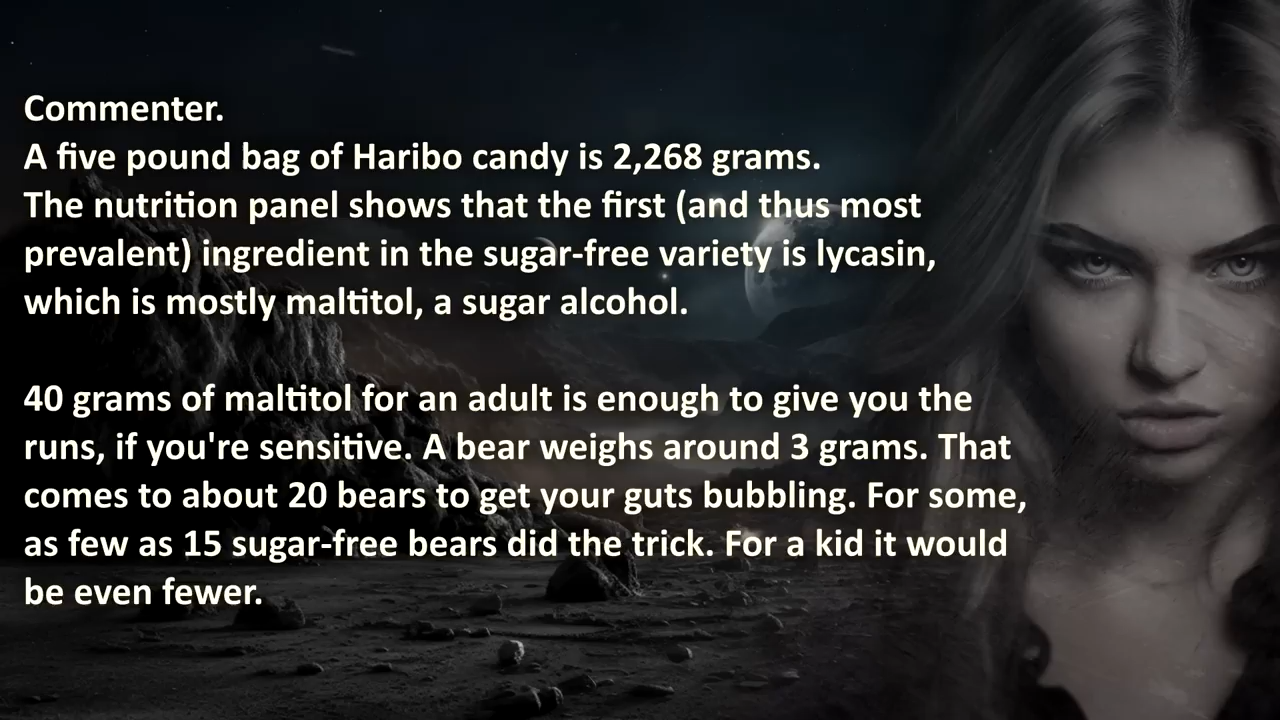 Commenter.
A five pound bag of Haribo candy is 2,268 grams.
The nutrition panel shows that the first (and thus most
prevalent) ingredient in the sugar-free variety is lycasin,
which is mostly maltitol, a sugar alcohol.
40 grams of maltitol for an adult is enough to give you the
runs, if you're sensitive. A bear weighs around 3 grams. That
comes to about 20 bears to get your guts bubbling. For some,
as few as 15 sugar-free bears did the trick. For a kid it would
be even fewer.